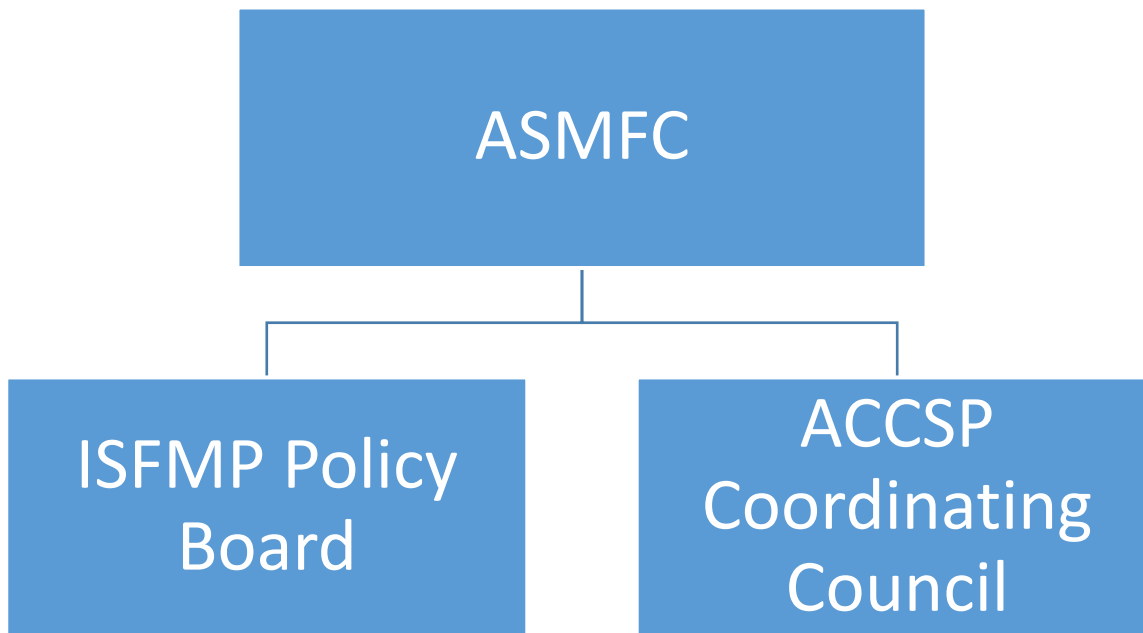 ASMFC
ISFMP Policy
Board
ACCSP
Coordinating
Council